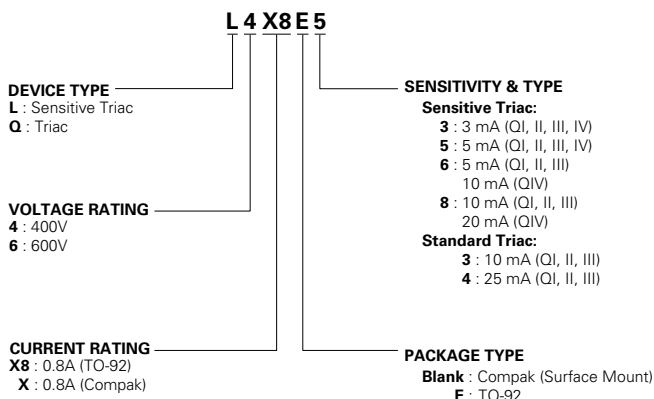 L 4 X8 E 5
DEVICE TYPE
L : Sensitive Triac
Q : Triac
VOLTAGE RATING
4 : 400V
6 : 600V
CURRENT RATING
X8 : 0.8A (TO-92)
X : 0.8A (Compak)
SENSITIVITY & TYPE
Sensitive Triac:
3 : 3 mA (QI, II, III, IV)
5 : 5 mA (QI, II, III, IV)
6 : 5 mA (QI, II, III)
10 mA (QIV)
8 : 10 mA (QI, II, III)
20 mA (QIV)
Standard Triac:
3 : 10 mA (QI, II, III)
4 : 25 mA (QI, II, III)
PACKAGE TYPE
Blank : Compak (Surface Mount)
E : TO-92